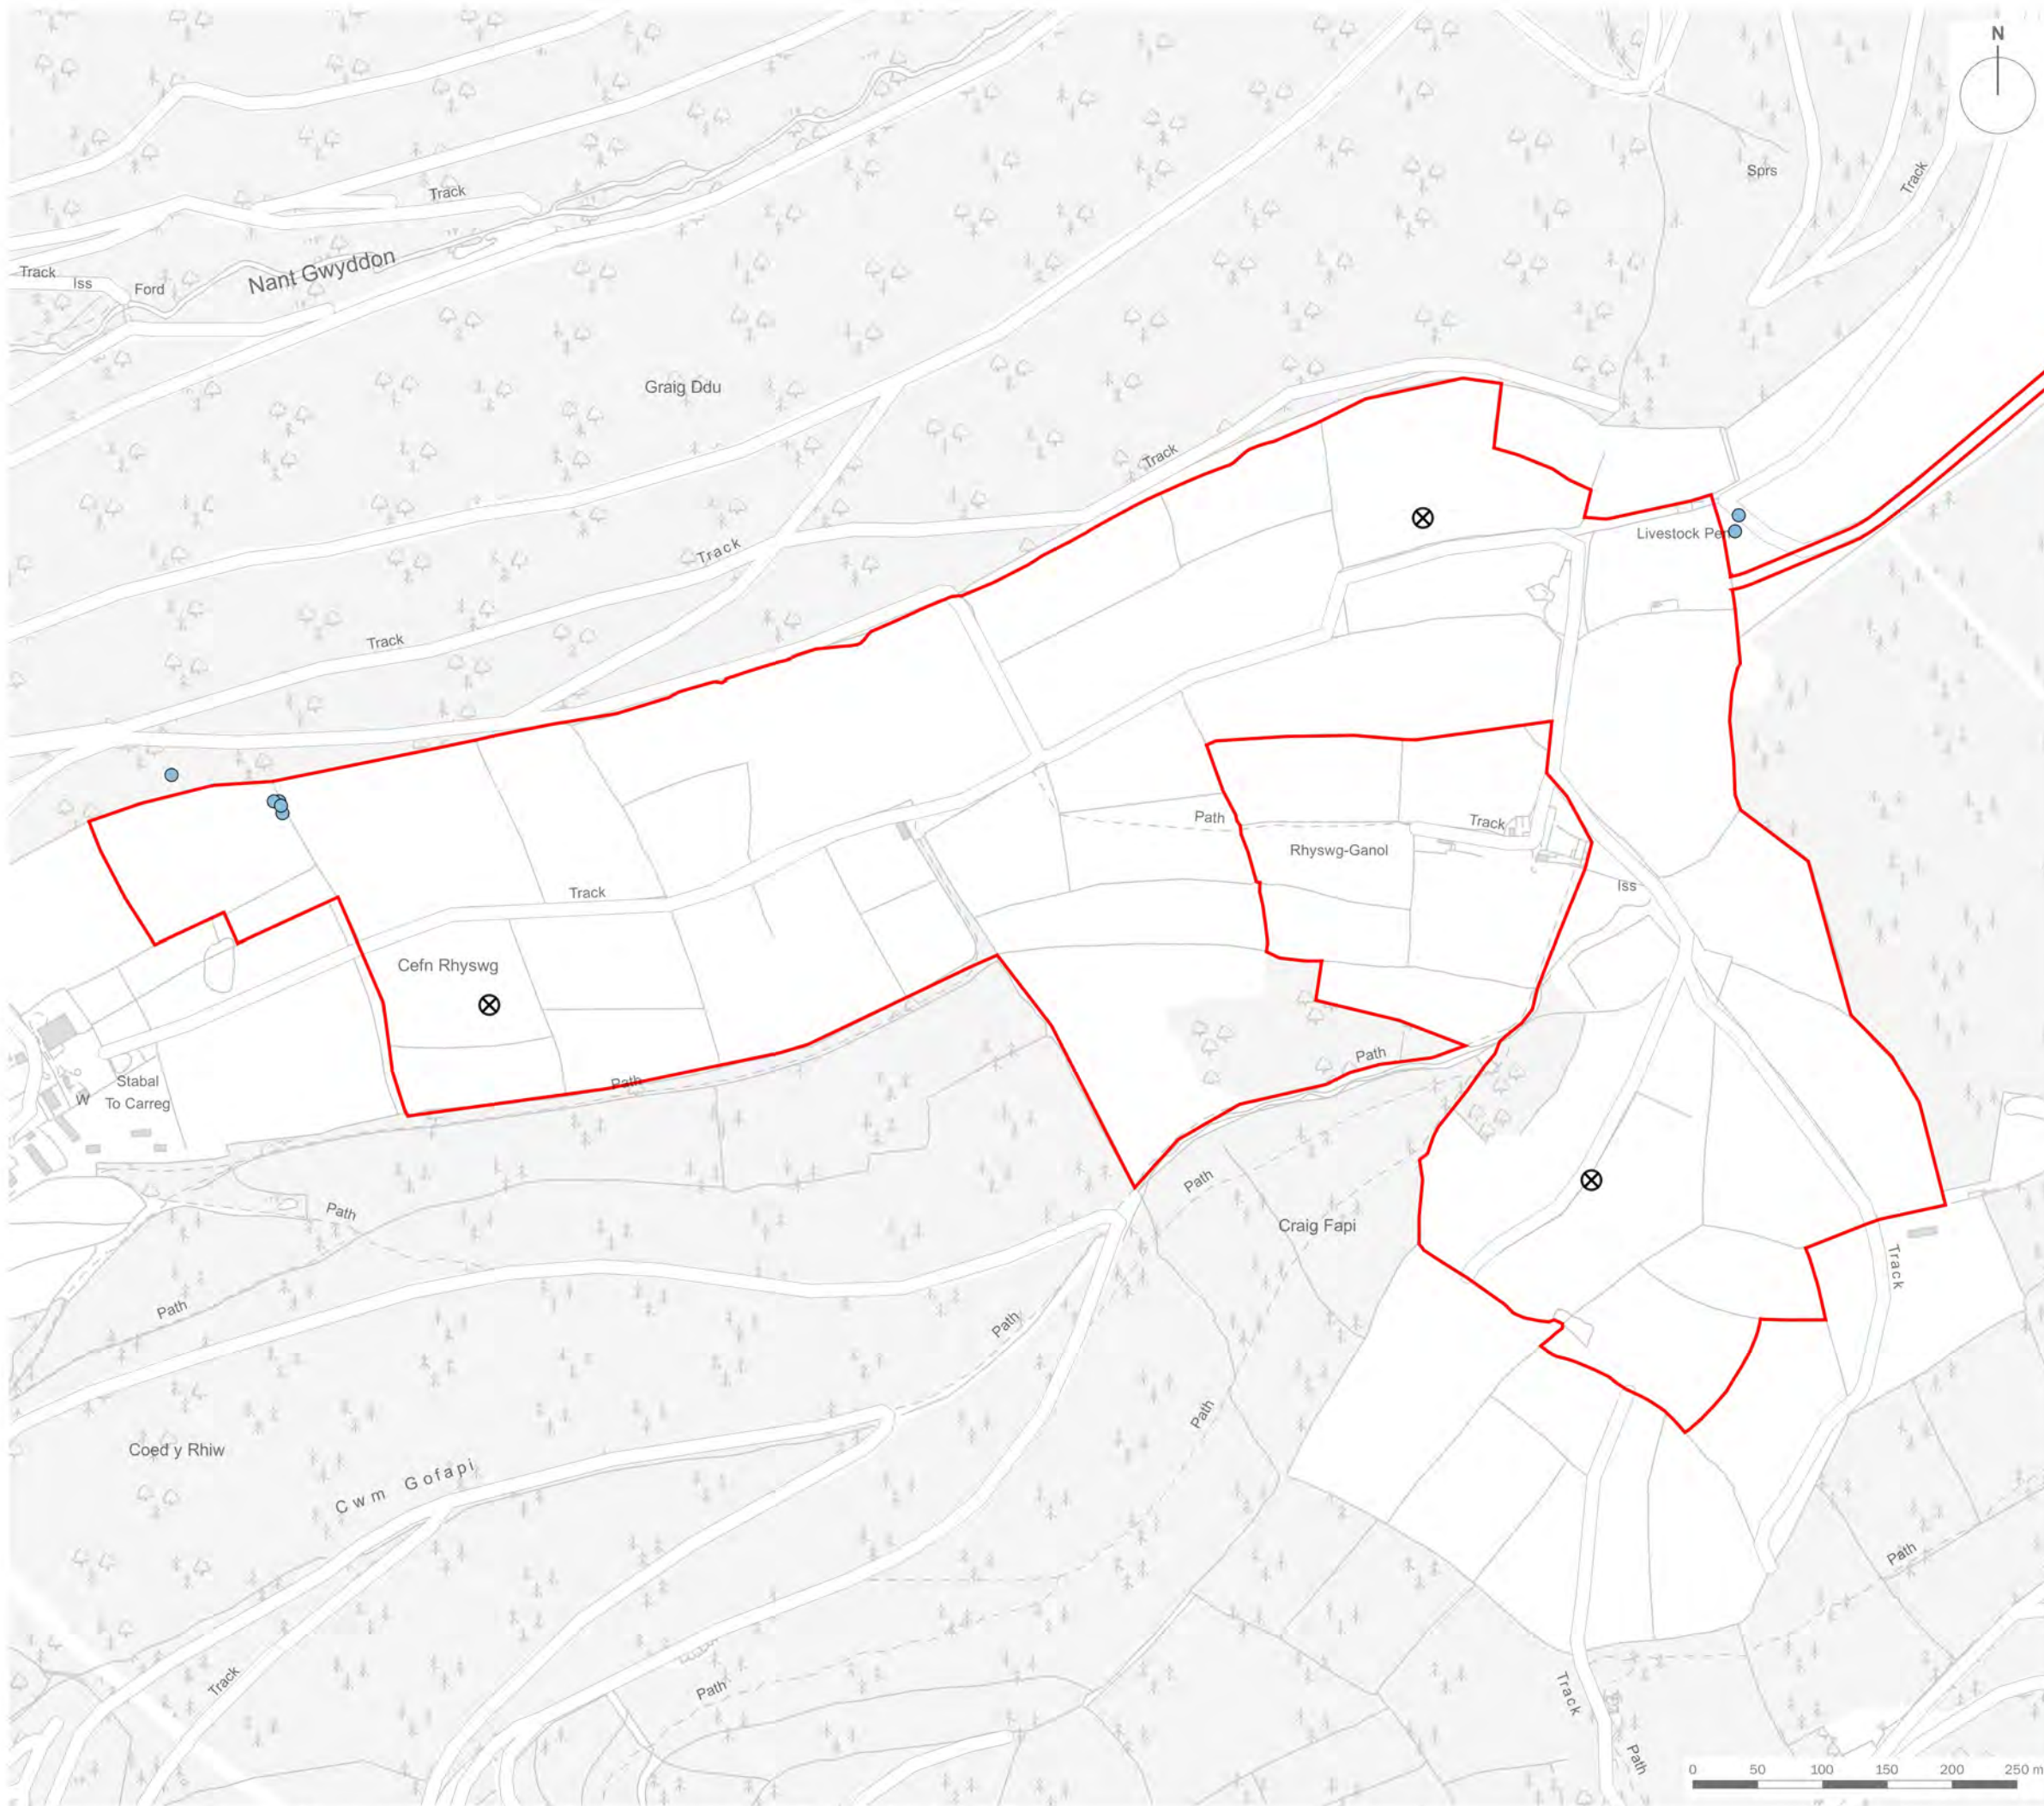 N
Sprs
Track
Track
Nant Gwyddon
Track
Iss
Ford
Graig Ddu
Track
Track
Livestock Pen
Track
Path
Track
Rhyswg-Ganol
Iss
Track
Cefn Rhyswg
Path
Path
Stabal
To Carreg
W
Path
Craig Fapi
Path
Track
Path
Path
Path
Coed y Rhiw
Cwm Gofapi
Path
Track
Path
Track
Path
0 50 100 150 200 250 m